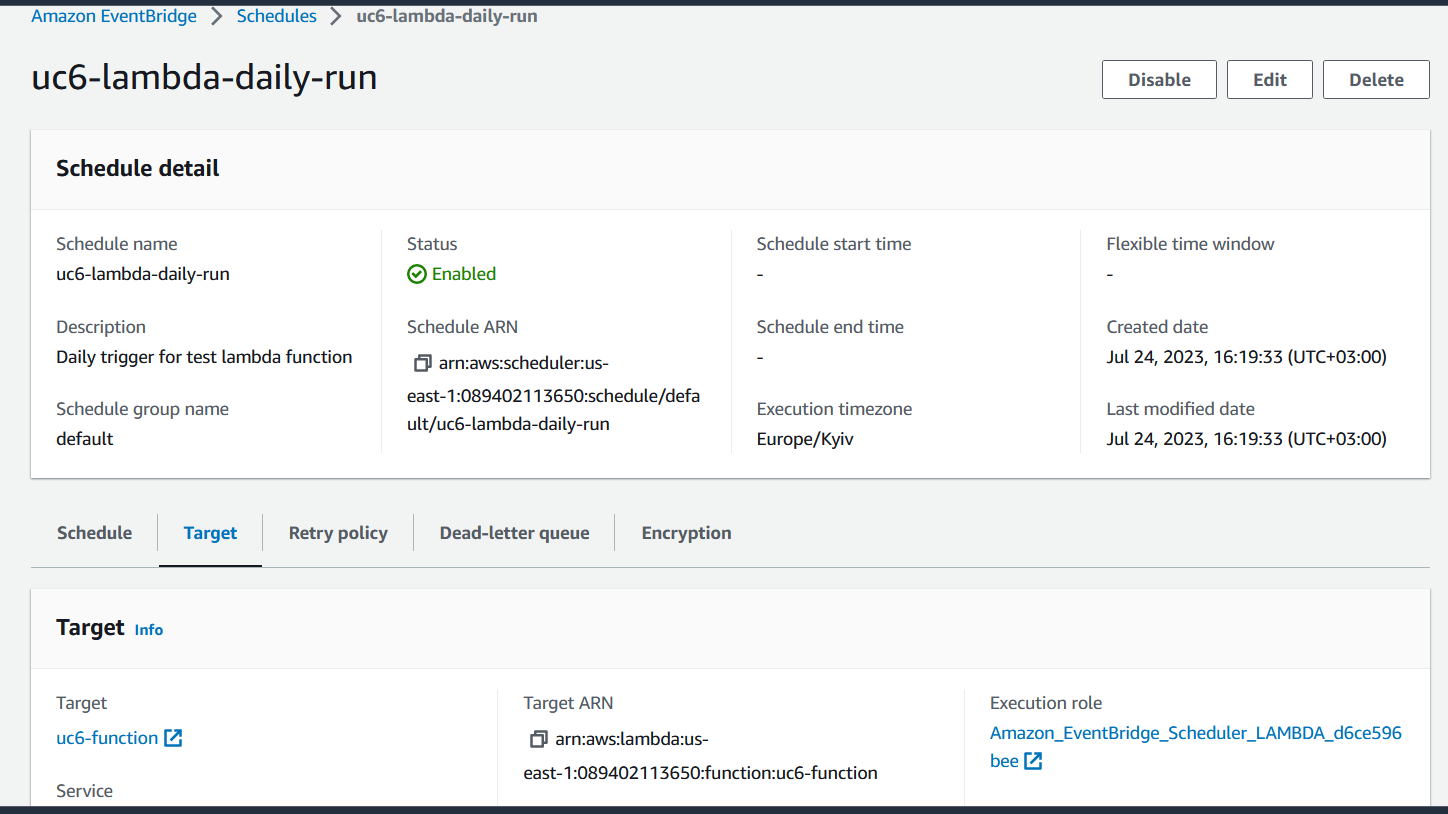 Amazon EventBridge > Schedules > uc6-lambda-daily-run
uc6-lambda-daily-run
Disable
Edit
Delete
Schedule detail
Schedule name
uc6-lambda-daily-run
Description
Daily trigger for test lambda function
Schedule group name
default
Status
Enabled
Schedule ARN
arn:aws:scheduler:us-
east-1:089402113650:schedule/defa
ult/uc6-lambda-daily-run
Schedule start time
-
Schedule end time
-
Execution timezone
Europe/Kyiv
Flexible time window
-
Created date
Jul 24, 2023, 16:19:33 (UTC+03:00)
Last modified date
Jul 24, 2023, 16:19:33 (UTC+03:00)
Schedule
Target
Retry policy
Dead-letter queue
Encryption
Target Info
Target
uc6-function
Service
Target ARN
arn:aws:lambda:us-
east-1:089402113650:function:uc6-function
Execution role
Amazon_EventBridge_Scheduler_LAMBDA_d6ce596
bee